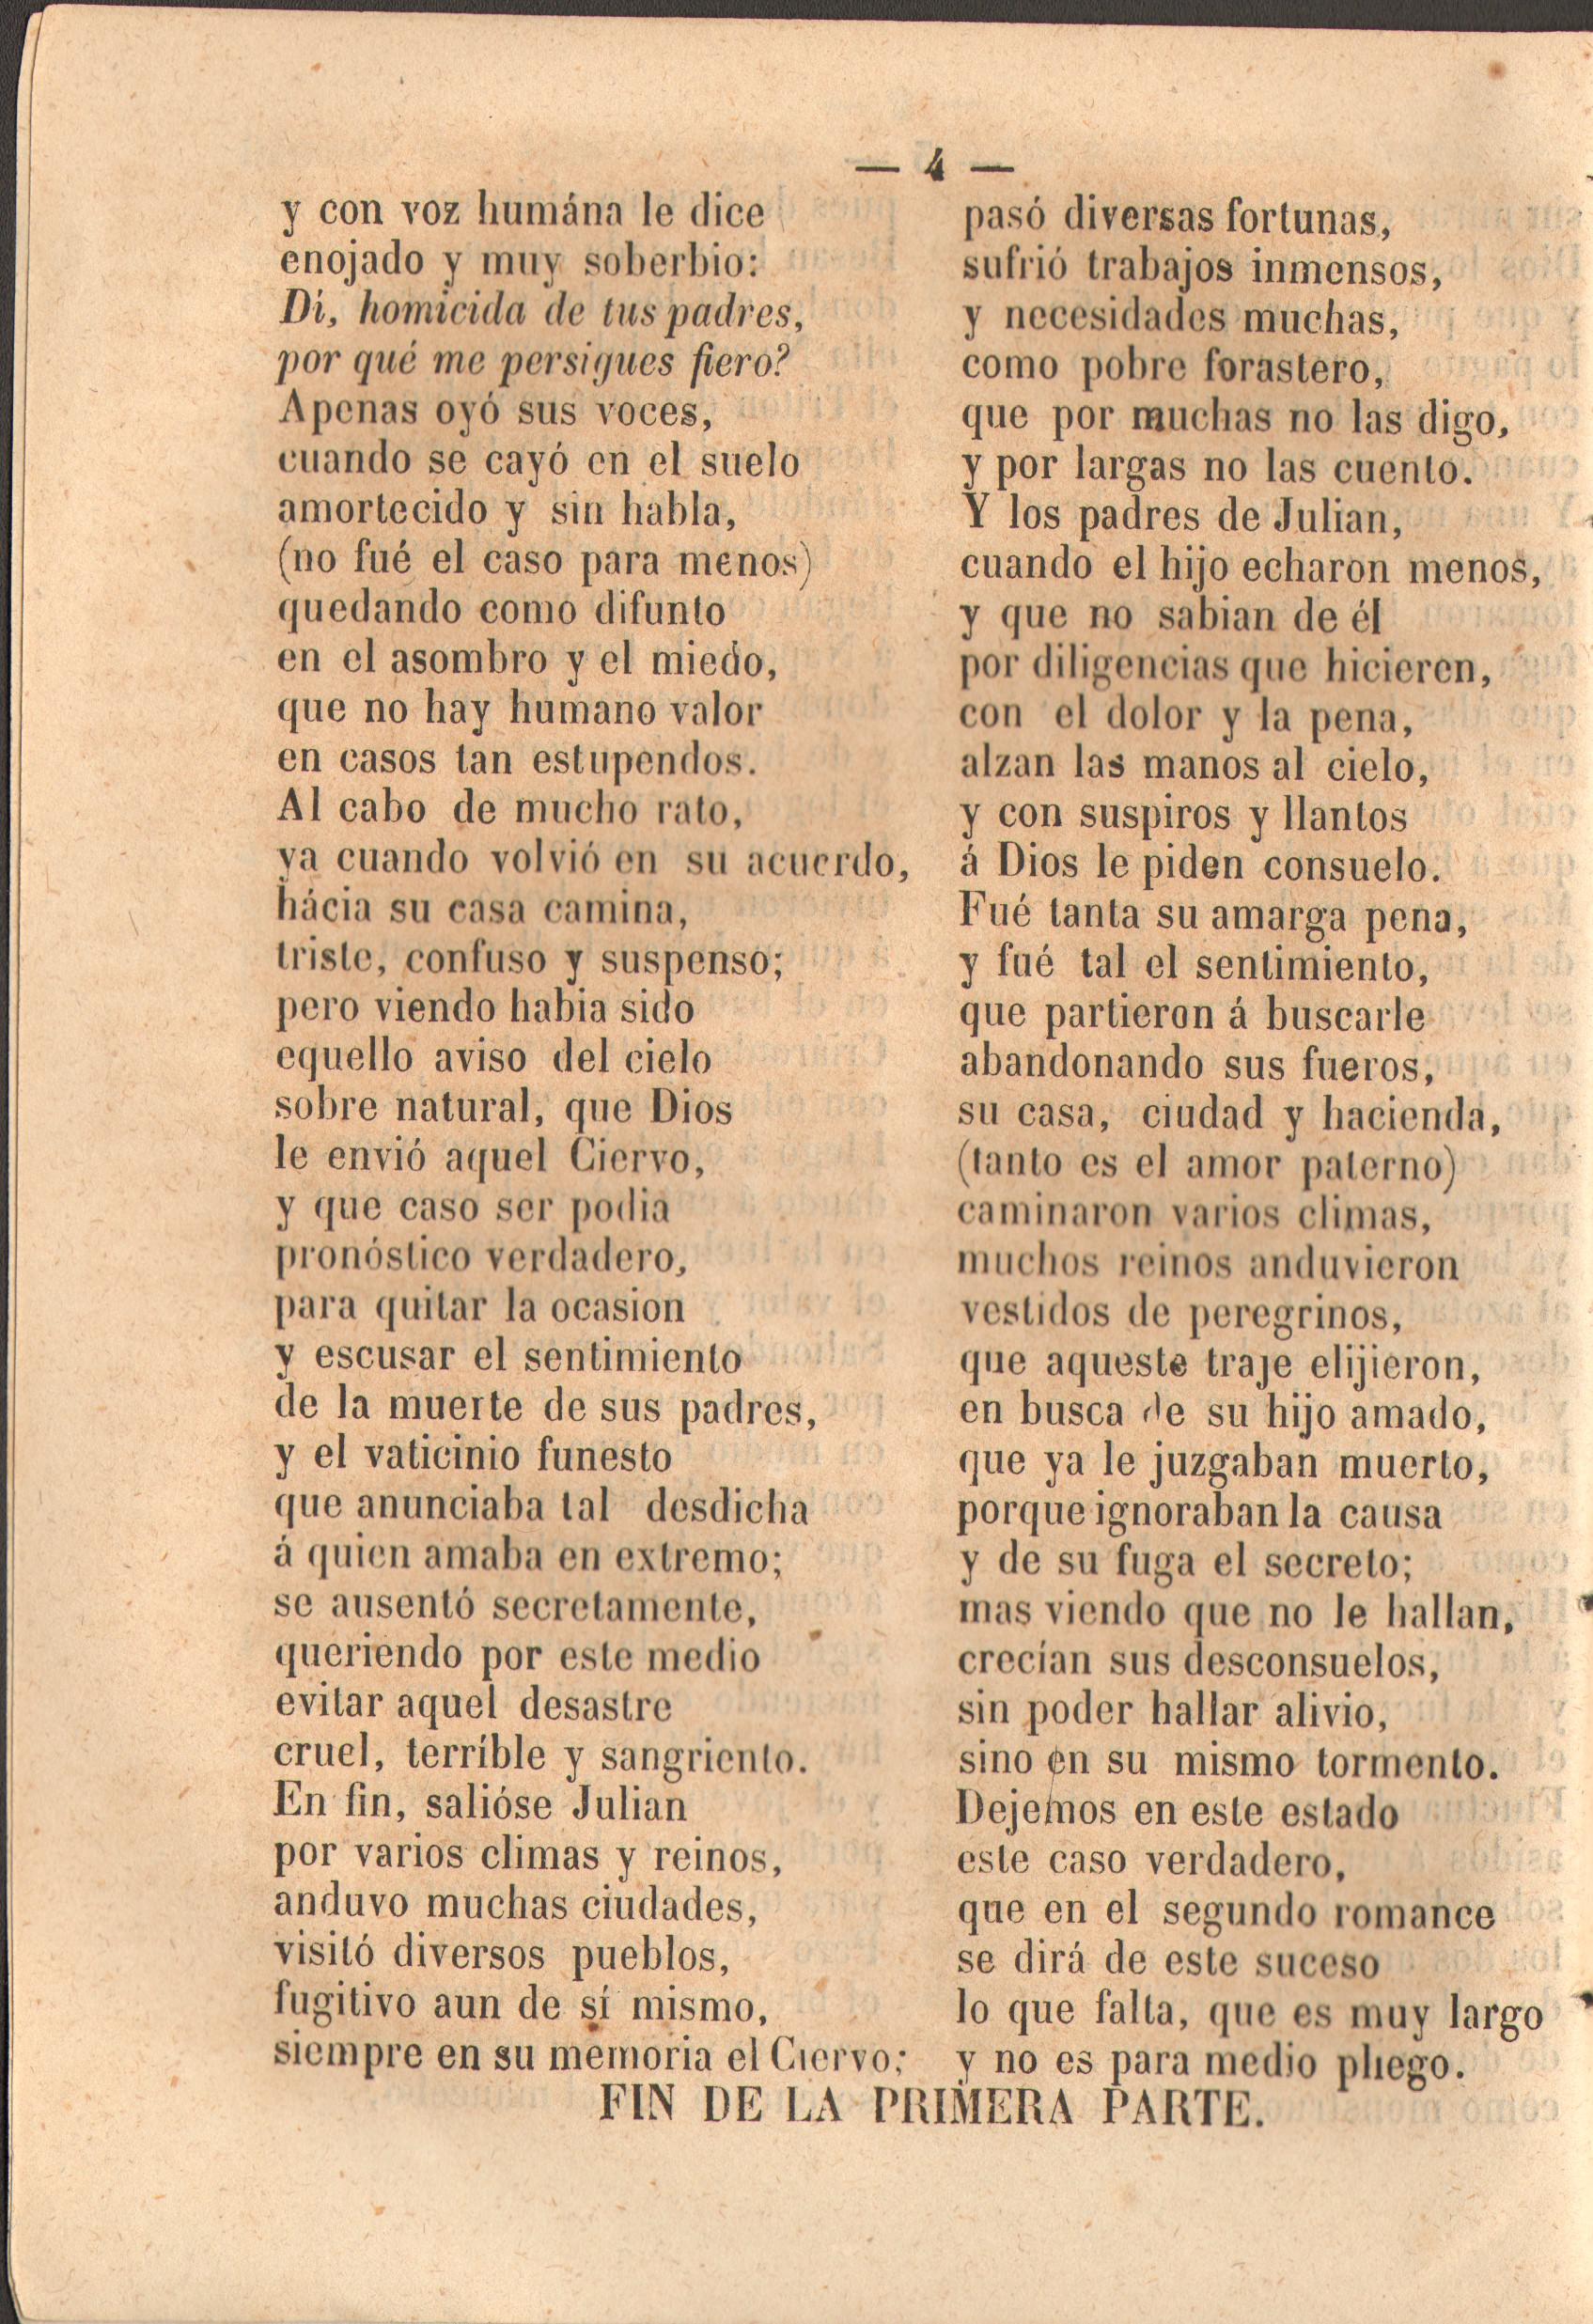 — 4 —
y con voz humána le dice
enojado y muy soberbio:
Di, homicida de tus padres,
por qué me persigues fiero?
Apenas oyó sus voces,
cuando se cayó en el suelo
amortecido y sin habla,
(no fué el caso para menos)
quedando como difunto
en el asombro y el miedo,
que no hay humano valor
en casos tan estupendos.
Al cabo de mucho rato,
ya cuando volvió en su acuerdo,
hácia su casa camina,
triste, confuso y suspenso;
pero viendo habia sido
equello aviso del cielo
sobre natural, que Dios
le envió aquel Ciervo,
y que caso ser podia
pronóstico verdadero,
para quitar la ocasion
y escusar el sentimiento
de la muerte de sus padres,
y el vaticinio funesto
que anunciaba tal desdicha
á quien amaba en extremo;
se ausentó secretamente,
queriendo por este medio
evitar aquel desastre
cruel, terríble y sangriento.
En fin, salióse Julian
por varios climas y reinos,
anduvo muchas ciudades,
visitó diversos pueblos,
fugitivo aun de sí mismo,
siempre en su memoria el Ciervo;
pasó diversas fortunas,
sufrió trabajos inmensos,
y necesidades muchas,
como pobre forastero,
que por muchas no las digo,
y por largas no las cuento.
Y los padres de Julian,
cuando el hijo echaron menos,
y que no sabian de él
por diligencias que hicieren,
con el dolor y la pena,
alzan las manos al cielo,
y con suspiros y llantos
á Dios le piden consuelo.
Fué tanta su amarga pena,
y fué tal el sentimiento,
que partieron á buscarle
abandonando sus fueros,
su casa, ciudad y hacienda,
(tanto es el amor paterno)
caminaron varios climas,
muchos reinos anduvieron
vestidos de peregrinos,
que aqueste traje elijieron,
en busca de su hijo amado,
que ya le juzgaban muerto,
porque ignoraban la causa
y de su fuga el secreto;
mas viendo que no le hallan,
crecían sus desconsuelos,
sin poder hallar alivio,
sino en su mismo tormento.
Dejemos en este estado
este caso verdadero,
que en el segundo romance
se dirá de este suceso
lo que falta, que es muy largo
y no es para medio pliego.
FIN DE LA PRIMERA PARTE.